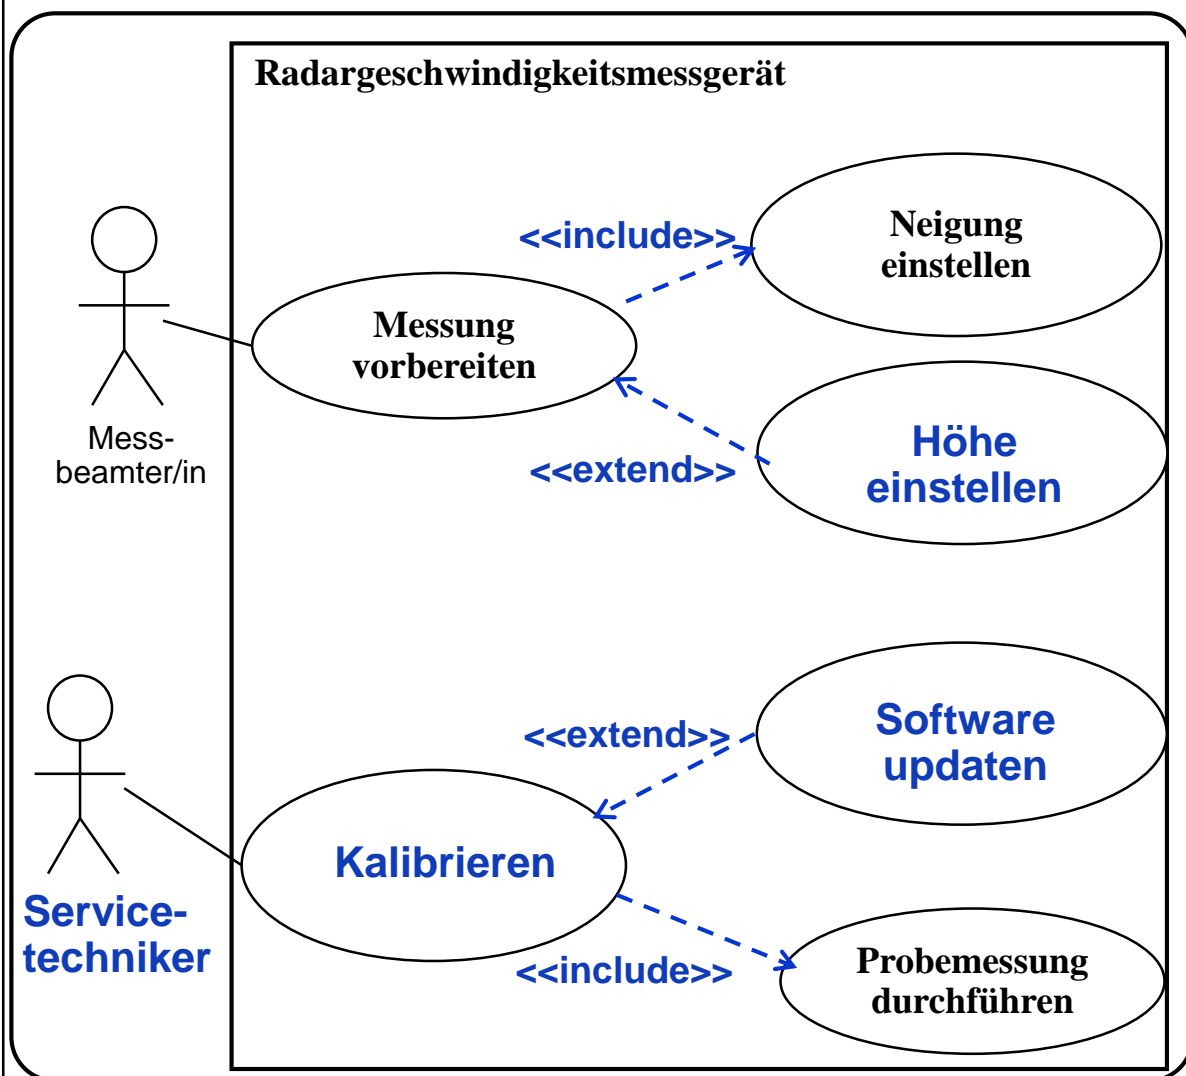 Radargeschwindigkeitsmessgerät
<<include>>
Neigung
einstellen
Messung
vorbereiten
Mess-
beamter/in
<<extend>>
Höhe
einstellen
<<extend>>
Software
updaten
Kalibrieren
Service-
techniker
<<include>>
Probemessung
durchführen